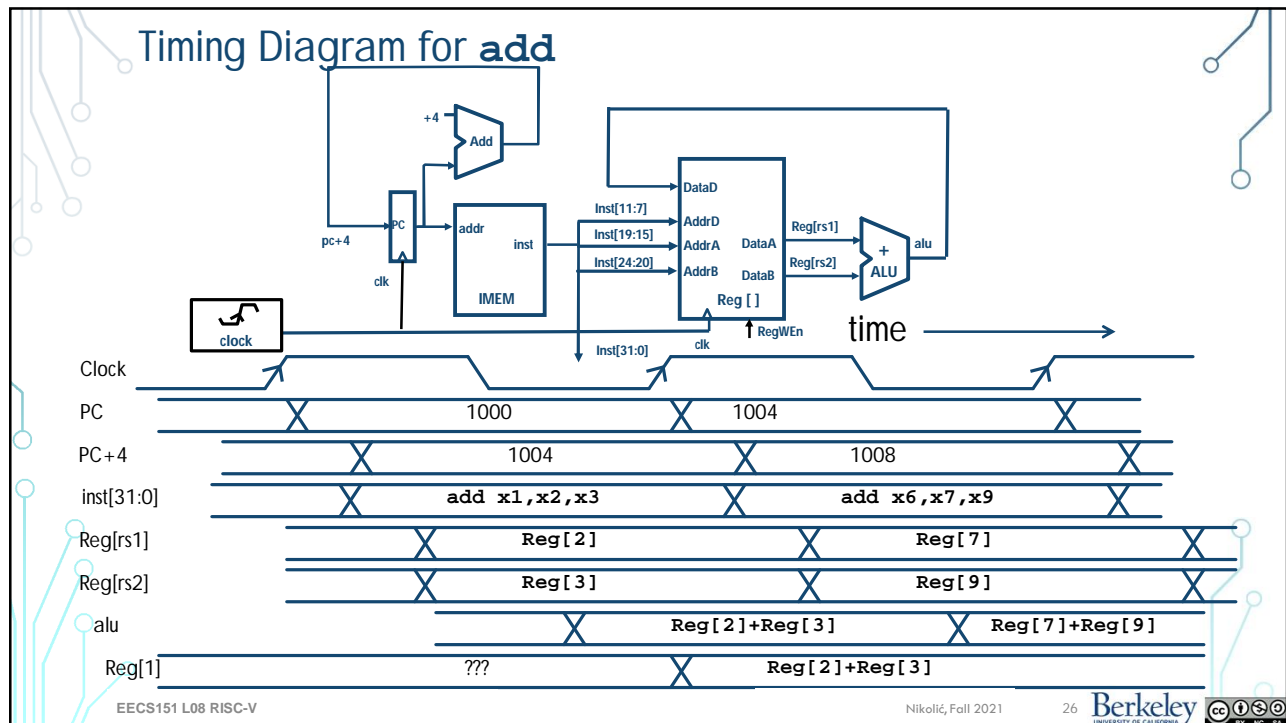 Timing Diagram for add
+4
Add
DataD
Inst[11:7]
AddrD
Reg[rs1]
PC
addr
Inst[19:15]
AddrA
DataA
+
alu
pc+4
inst
Inst[24:20]
AddrB
DataB
Reg[rs2]
ALU
clk
IMEM
Reg [ ]
clock
Inst[31:0]
clk
RegWEn
time
Clock
PC 1000 1004
PC+4 1004 1008
inst[31:0] add x1,x2,x3 add x6,x7,x9
Reg[rs1] Reg[2] Reg[7]
Reg[rs2] Reg[3] Reg[9]
alu Reg[2]+Reg[3] Reg[7]+Reg[9]
Reg[1] ??? Reg[2]+Reg[3]
EECS151 L08 RISC-V Nikolić, Fall 2021 26 Berkeley
UNIVERSITY OF CALIFORNIA
cc
BY NC SA